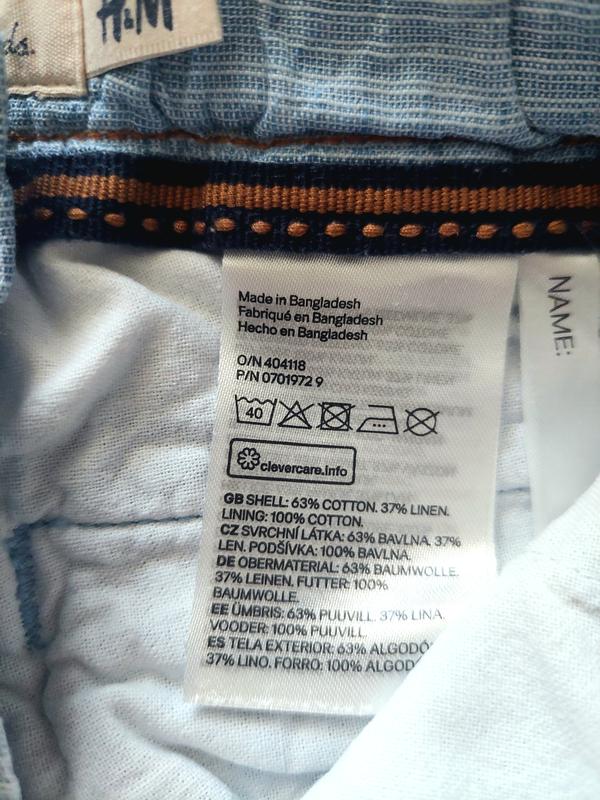 ds.
H&M
Made in Bangladesh
Fabriqué en Bangladesh
Hecho en Bangladesh
O/N 404118
P/N 0701972 9
40
clevercare.info
GB SHELL: 63% COTTON. 37% LINEN.
LINING: 100% COTTON.
CZ SVRCHNÍ LÁTKA: 63% BAVLNA. 37%
LEN. PODŠÍVKA: 100% BAVLNA.
DE OBERMATERIAL: 63% BAUMWOLLE.
37% LEINEN. FUTTER: 100%
BAUMWOLLE.
EE ÜMBRIS: 63% PUUVILL. 37% LINA.
VOODER: 100% PUUVILL.
ES TELA EXTERIOR: 63% ALGODÓ
37% LINO. FORRO: 100% ALGOD
NAME: